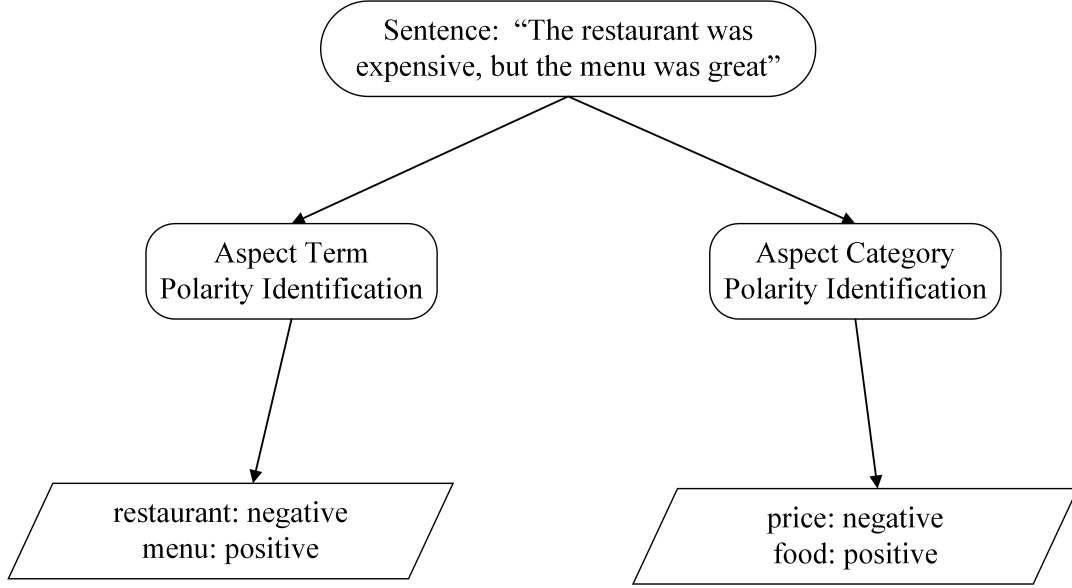 Sentence:  “The restaurant was
expensive, but the menu was great”
Aspect Term
Polarity Identification
Aspect Category
Polarity Identification
restaurant: negative
menu: positive
price: negative
food: positive